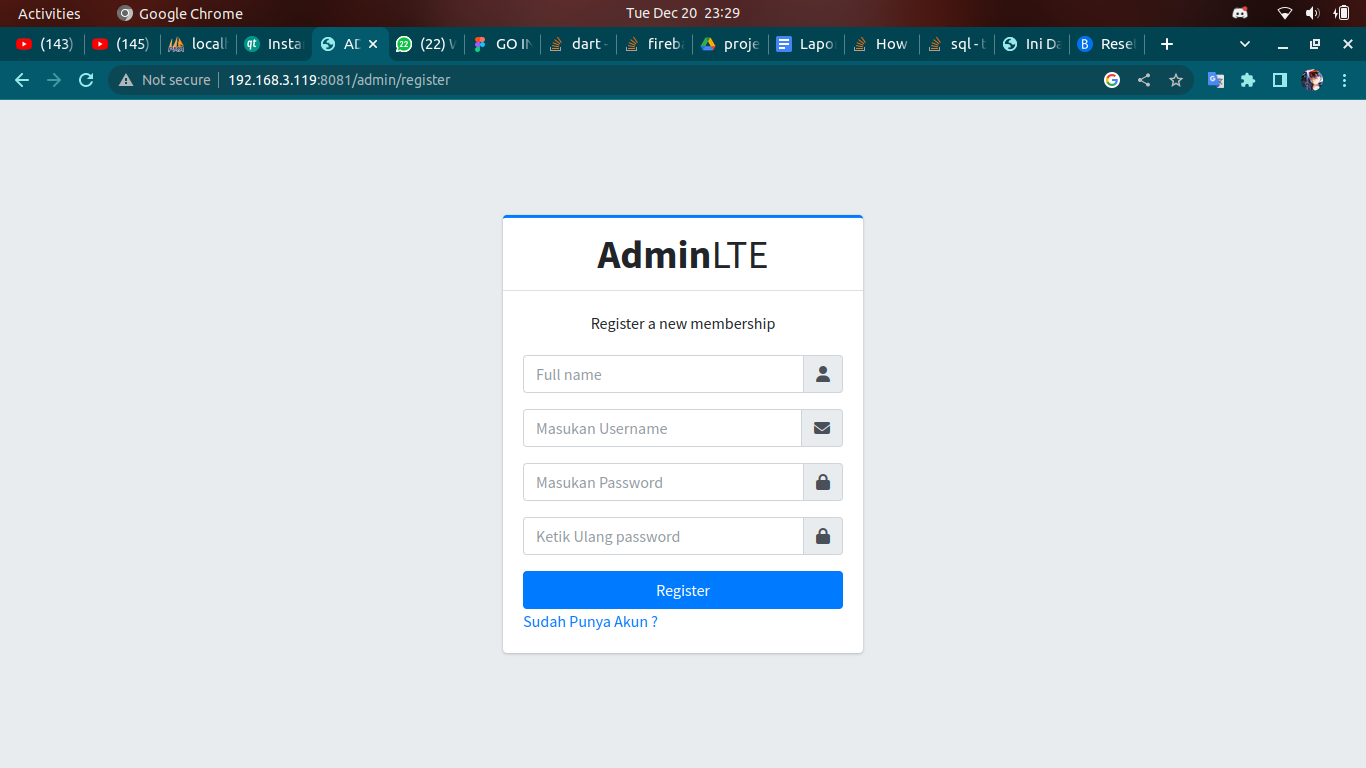 Activities Google Chrome Tue Dec 20 23:29
(143) (145) locall Insta AD (22) W GO IN dart - fireba proje Lapo How sql - t Ini Da Reset
Not secure 192.168.3.119:8081/admin/register
AdminLTE
Register a new membership
Full name
Masukan Username
Masukan Password
Ketik Ulang password
Register
Sudah Punya Akun ?